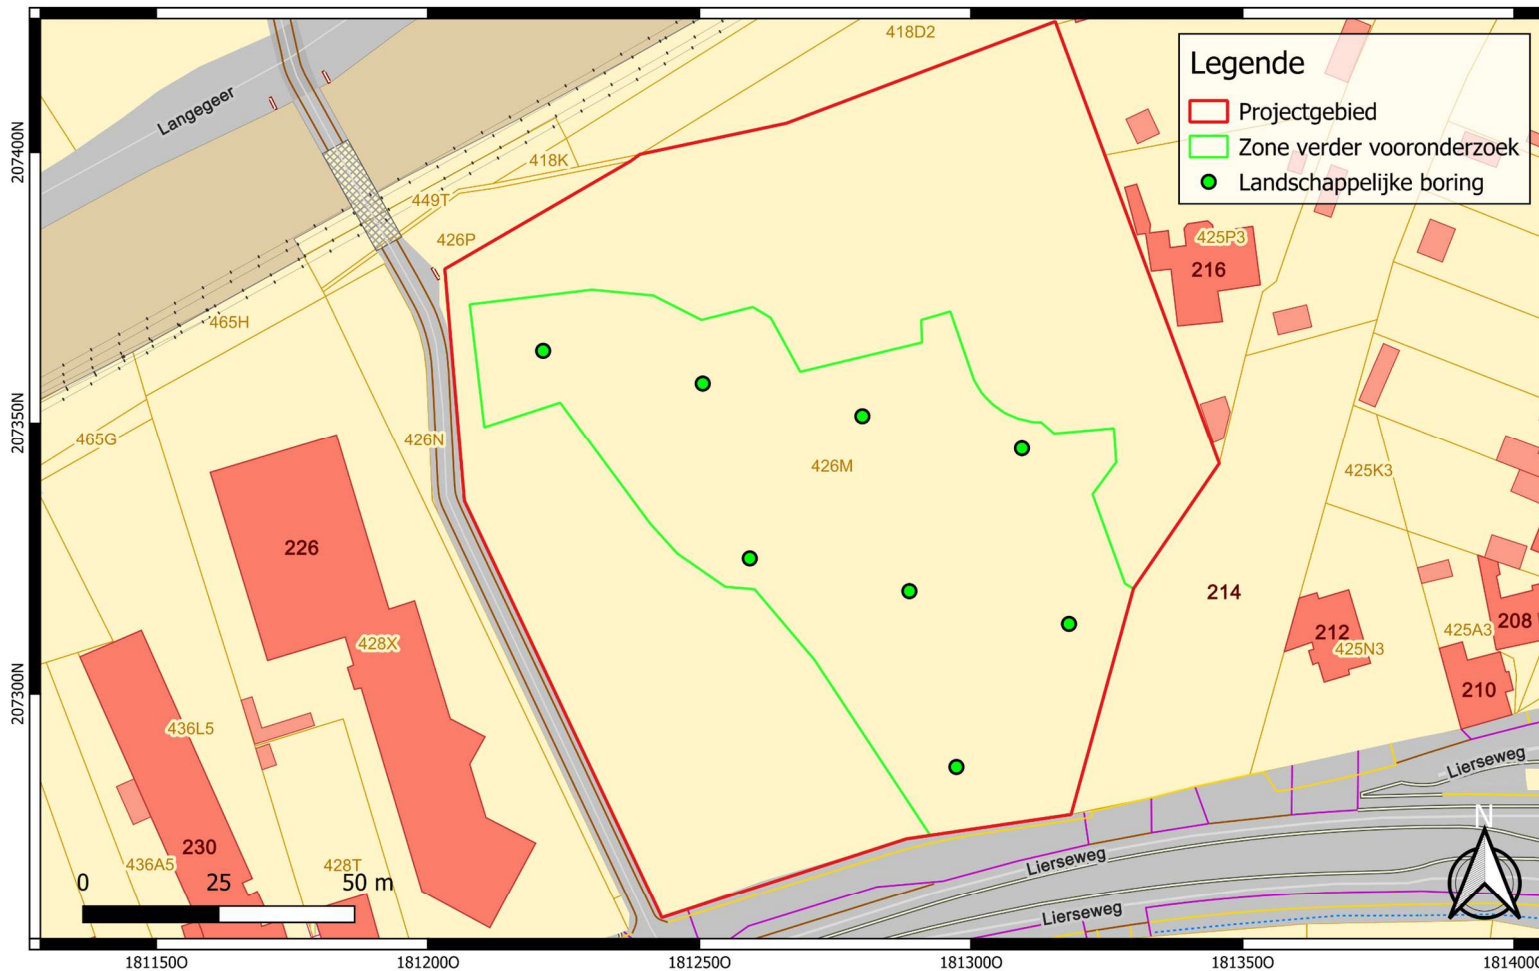 418D2
Legende
Projectgebied
Zone verder vooronderzoek
Landschappelijke boring
Langegeer
207400N
418K
449T
426P
425P3
216
465H
207350N
465G
426N
426M
425K3
226
214
428X
212
425N3
425A3
208
210
207300N
436L5
Lierseweg
N
230
436A5
428T
Lierseweg
Lierseweg
0 25 50 m
181150O 181200O 181250O 181300O 181350O 181400O